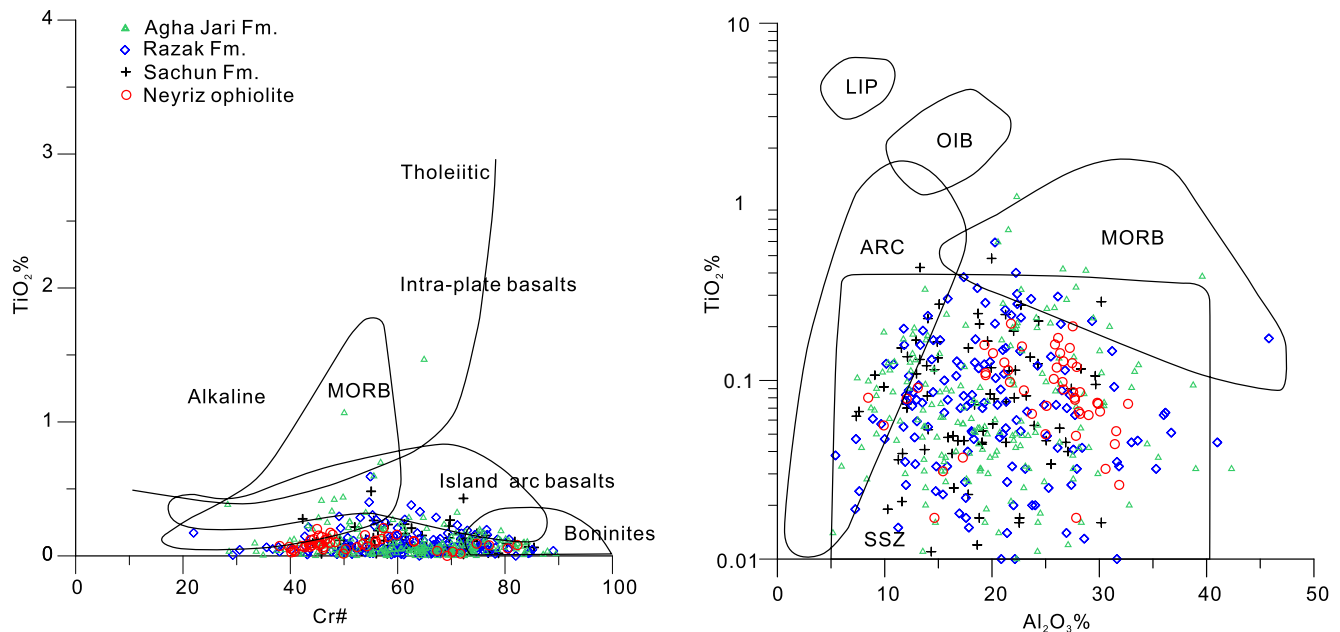 4
3
2
1
0
TiO2%
Agha Jari Fm.
Razak Fm.
Sachun Fm.
Neyriz ophiolite
Tholeiitic
Intra-plate basalts
Alkaline
MORB
Island arc basalts
Boninites
0 20 40 60 80 100
Cr#
10
1
0.1
0.01
TiO2%
LIP
OIB
ARC
MORB
SSZ
0 10 20 30 40 50
Al2O3%